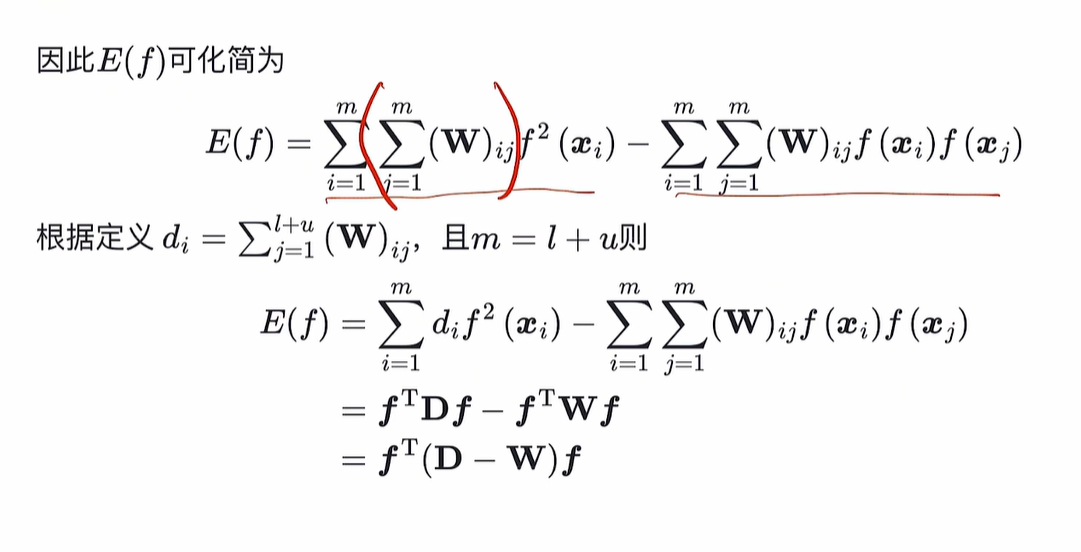 因此E(f)可化简为
E(f) = \sum_{i=1}^{m} \sum_{j=1}^{m} (\mathbf{W})_{ij} f^2(\boldsymbol{x}_i) - \sum_{i=1}^{m} \sum_{j=1}^{m} (\mathbf{W})_{ij} f(\boldsymbol{x}_i) f(\boldsymbol{x}_j)
根据定义 d_i = \sum_{j=1}^{l+u} (\mathbf{W})_{ij}，且m = l + u则
E(f) = \sum_{i=1}^{m} d_i f^2(\boldsymbol{x}_i) - \sum_{i=1}^{m} \sum_{j=1}^{m} (\mathbf{W})_{ij} f(\boldsymbol{x}_i) f(\boldsymbol{x}_j)
= \boldsymbol{f}^{\mathrm{T}} \mathbf{D} \boldsymbol{f} - \boldsymbol{f}^{\mathrm{T}} \mathbf{W} \boldsymbol{f}
= \boldsymbol{f}^{\mathrm{T}} (\mathbf{D} - \mathbf{W}) \boldsymbol{f}